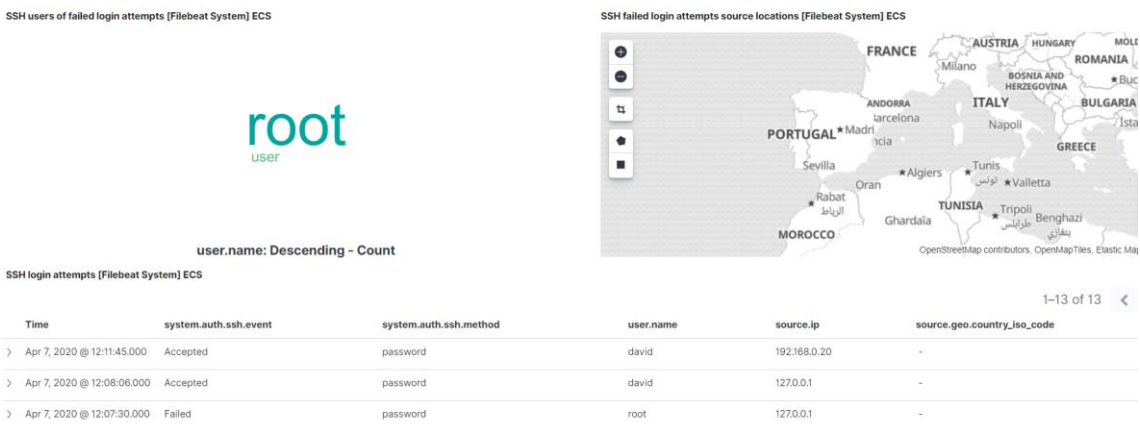 SSH users of failed login attempts [Filebeat System] ECS
root
user
user.name: Descending - Count
SSH failed login attempts source locations [Filebeat System] ECS
FRANCE
AUSTRIA
HUNGARY
MOLD
Milano
ROMANIA
BOSNIA AND
HERZEGOVINA
★Buc
ANDORRA
ITALY
BULGARIA
arcelona
PORTUGAL
★Madri
Napoli
İsta
ncia
GREECE
Sevilla
★Algiers
Tunis
تونس
★Valletta
Oran
Rabat
الرباط
TUNISIA
Tripoli
طرابلس
Benghazi
بنغازي
Ghardaïa
MOROCCO
OpenStreetMap contributors, OpenMapTiles, Elastic Map
SSH login attempts [Filebeat System] ECS
1–13 of 13
Time system.auth.ssh.event system.auth.ssh.method user.name source.ip source.geo.country_iso_code
Apr 7, 2020 @ 12:11:45.000 Accepted password david 192.168.0.20 -
Apr 7, 2020 @ 12:08:06.000 Accepted password david 127.0.0.1 -
Apr 7, 2020 @ 12:07:30.000 Failed password root 127.0.0.1 -